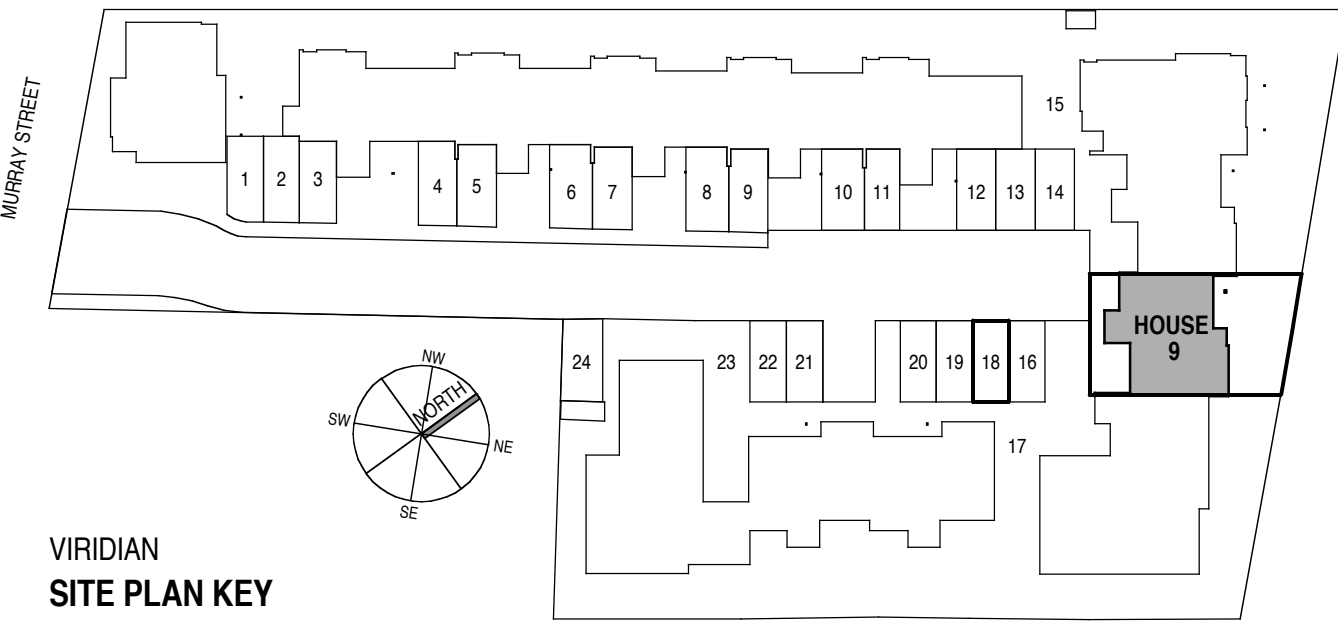 MURRAY STREET
15
1 2 3 4 5 6 7 8 9 10 11 12 13 14
HOUSE
9
24 23 22 21 20 19 18 16
17
NW
NORTH
SW
NE
SE
VIRIDIAN
SITE PLAN KEY